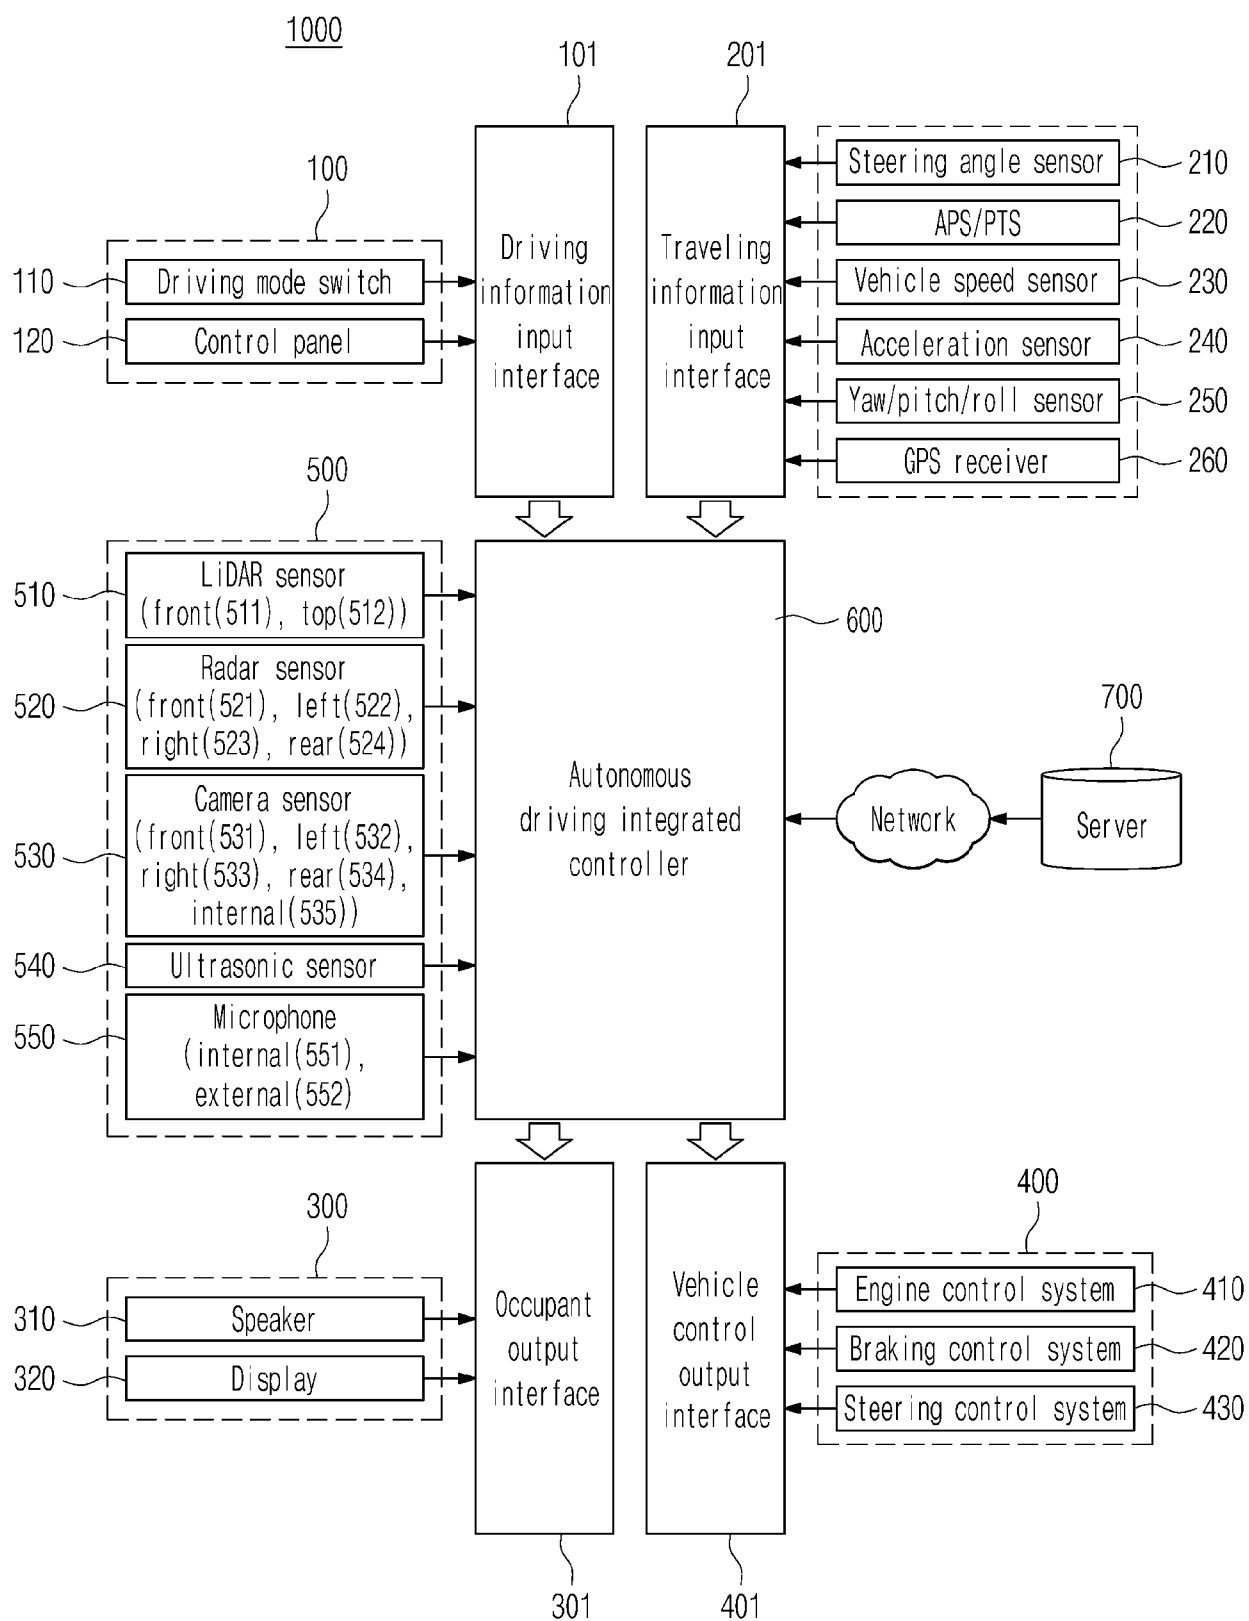 1000
101
201
100
110
Driving mode switch
120
Control panel
Driving
information
input
interface
Traveling
information
input
interface
Steering angle sensor
210
APS/PTS
220
Vehicle speed sensor
230
Acceleration sensor
240
Yaw/pitch/roll sensor
250
GPS receiver
260
500
510
LiDAR sensor
(front(511), top(512))
520
Radar sensor
(front(521), left(522),
right(523), rear(524))
530
Camera sensor
(front(531), left(532),
right(533), rear(534),
internal(535))
540
Ultrasonic sensor
550
Microphone
(internal(551),
external(552)
Autonomous
driving integrated
controller
600
Network
700
Server
300
310
Speaker
320
Display
Occupant
output
interface
301
Vehicle
control
output
interface
401
400
Engine control system
410
Braking control system
420
Steering control system
430